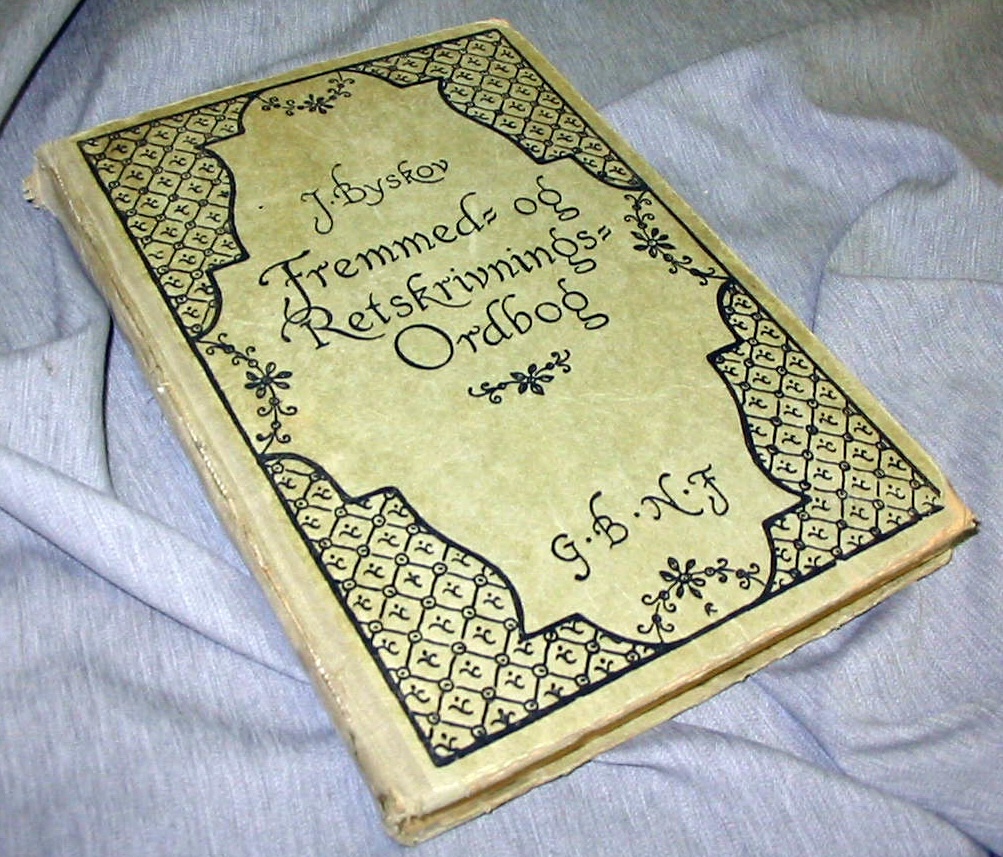 J. Byskov
Fremmed= og
Retskrivnings=
Ordbog
G.·B.·N.·F